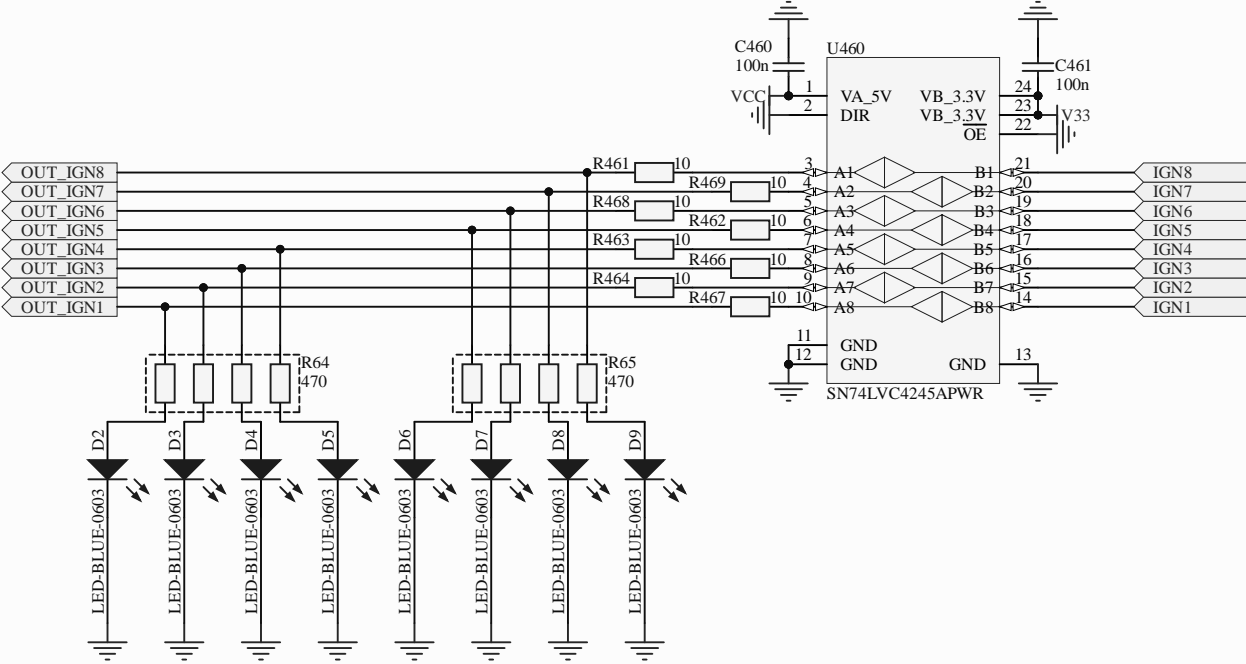 C460
100n
U460
C461
100n
VCC
1
VA_5V
VB_3.3V
24
2
DIR
VB_3.3V
23
V33
OE
22
OUT_IGN8
R461
10
3
A1
B1
21
IGN8
OUT_IGN7
R469
10
4
A2
B2
20
IGN7
OUT_IGN6
R468
10
5
A3
B3
19
IGN6
OUT_IGN5
R462
10
6
A4
B4
18
IGN5
OUT_IGN4
R463
10
7
A5
B5
17
IGN4
OUT_IGN3
R466
10
8
A6
B6
16
IGN3
OUT_IGN2
R464
10
9
A7
B7
15
IGN2
OUT_IGN1
R467
10
10
A8
B8
14
IGN1
11
GND
12
GND
GND
13
SN74LVC4245APWR
R64
470
R65
470
D2
D3
D4
D5
D6
D7
D8
D9
LED-BLUE-0603
LED-BLUE-0603
LED-BLUE-0603
LED-BLUE-0603
LED-BLUE-0603
LED-BLUE-0603
LED-BLUE-0603
LED-BLUE-0603